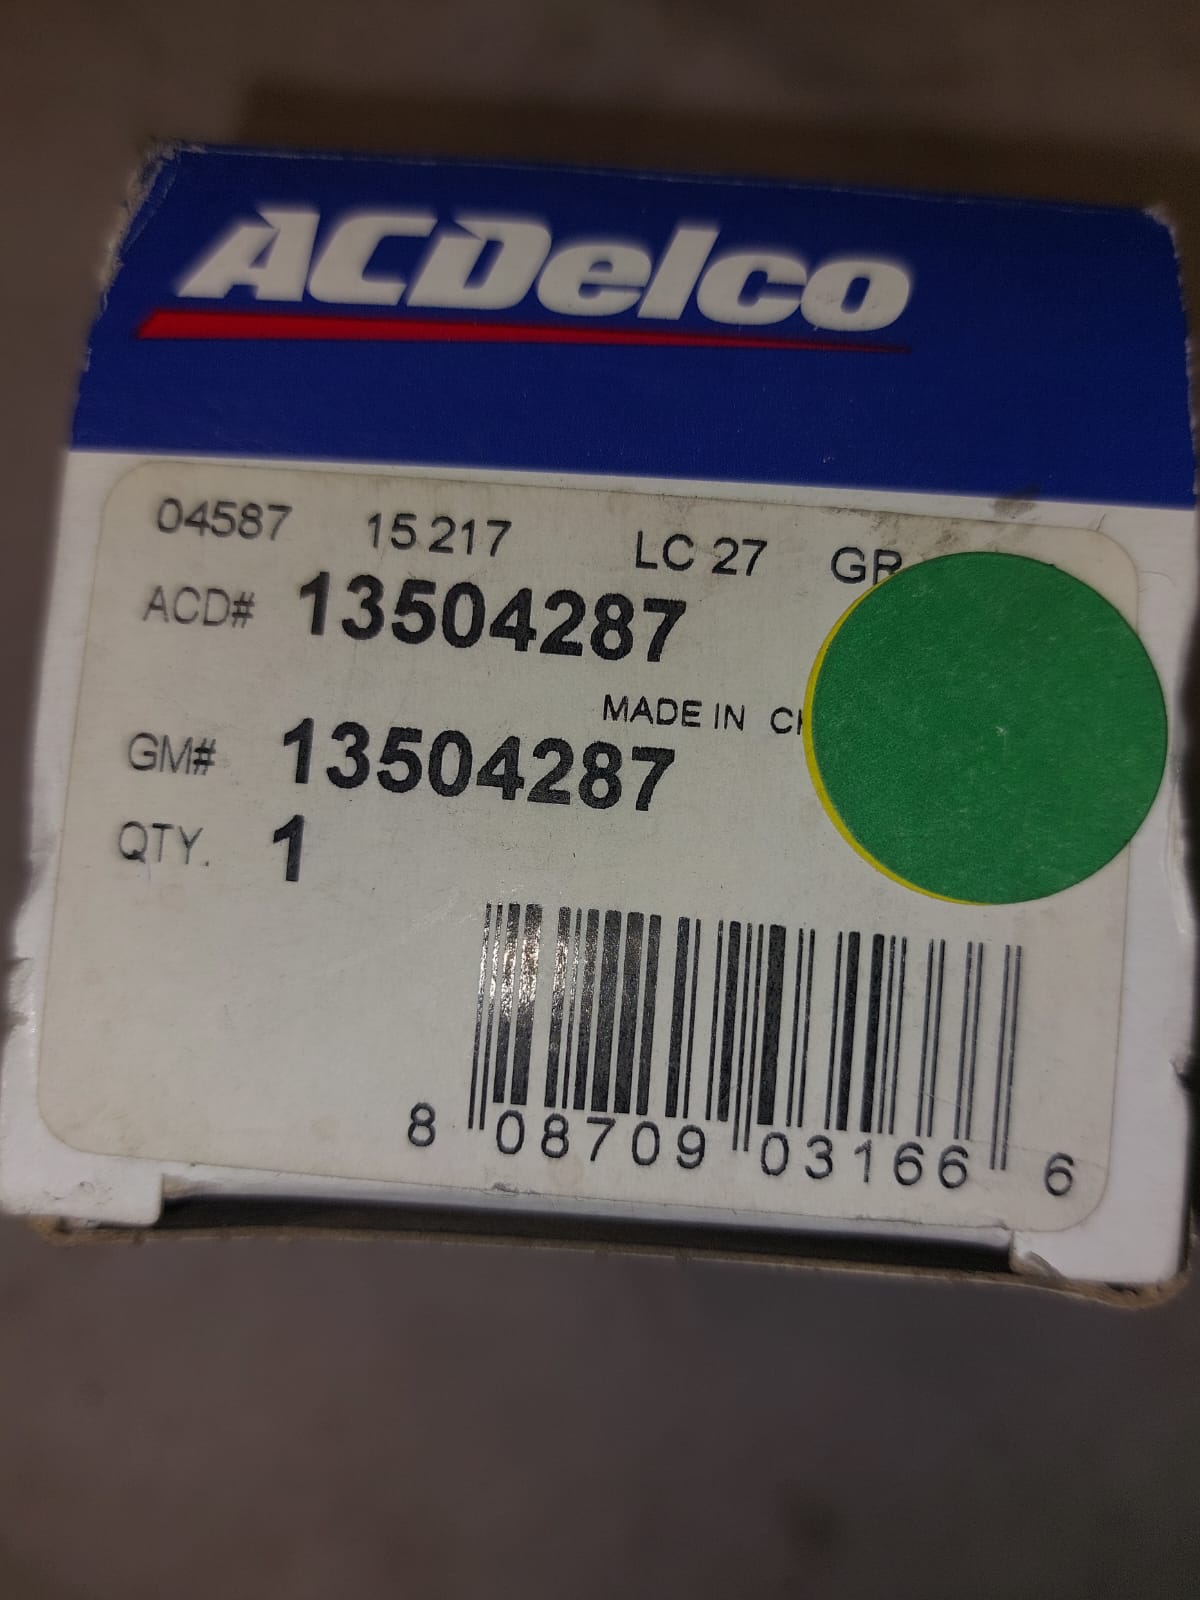 ACDelco
04587 15 217 LC 27 GR
ACD# 13504287
MADE IN
GM# 13504287
QTY. 1
8 08709 03166 6